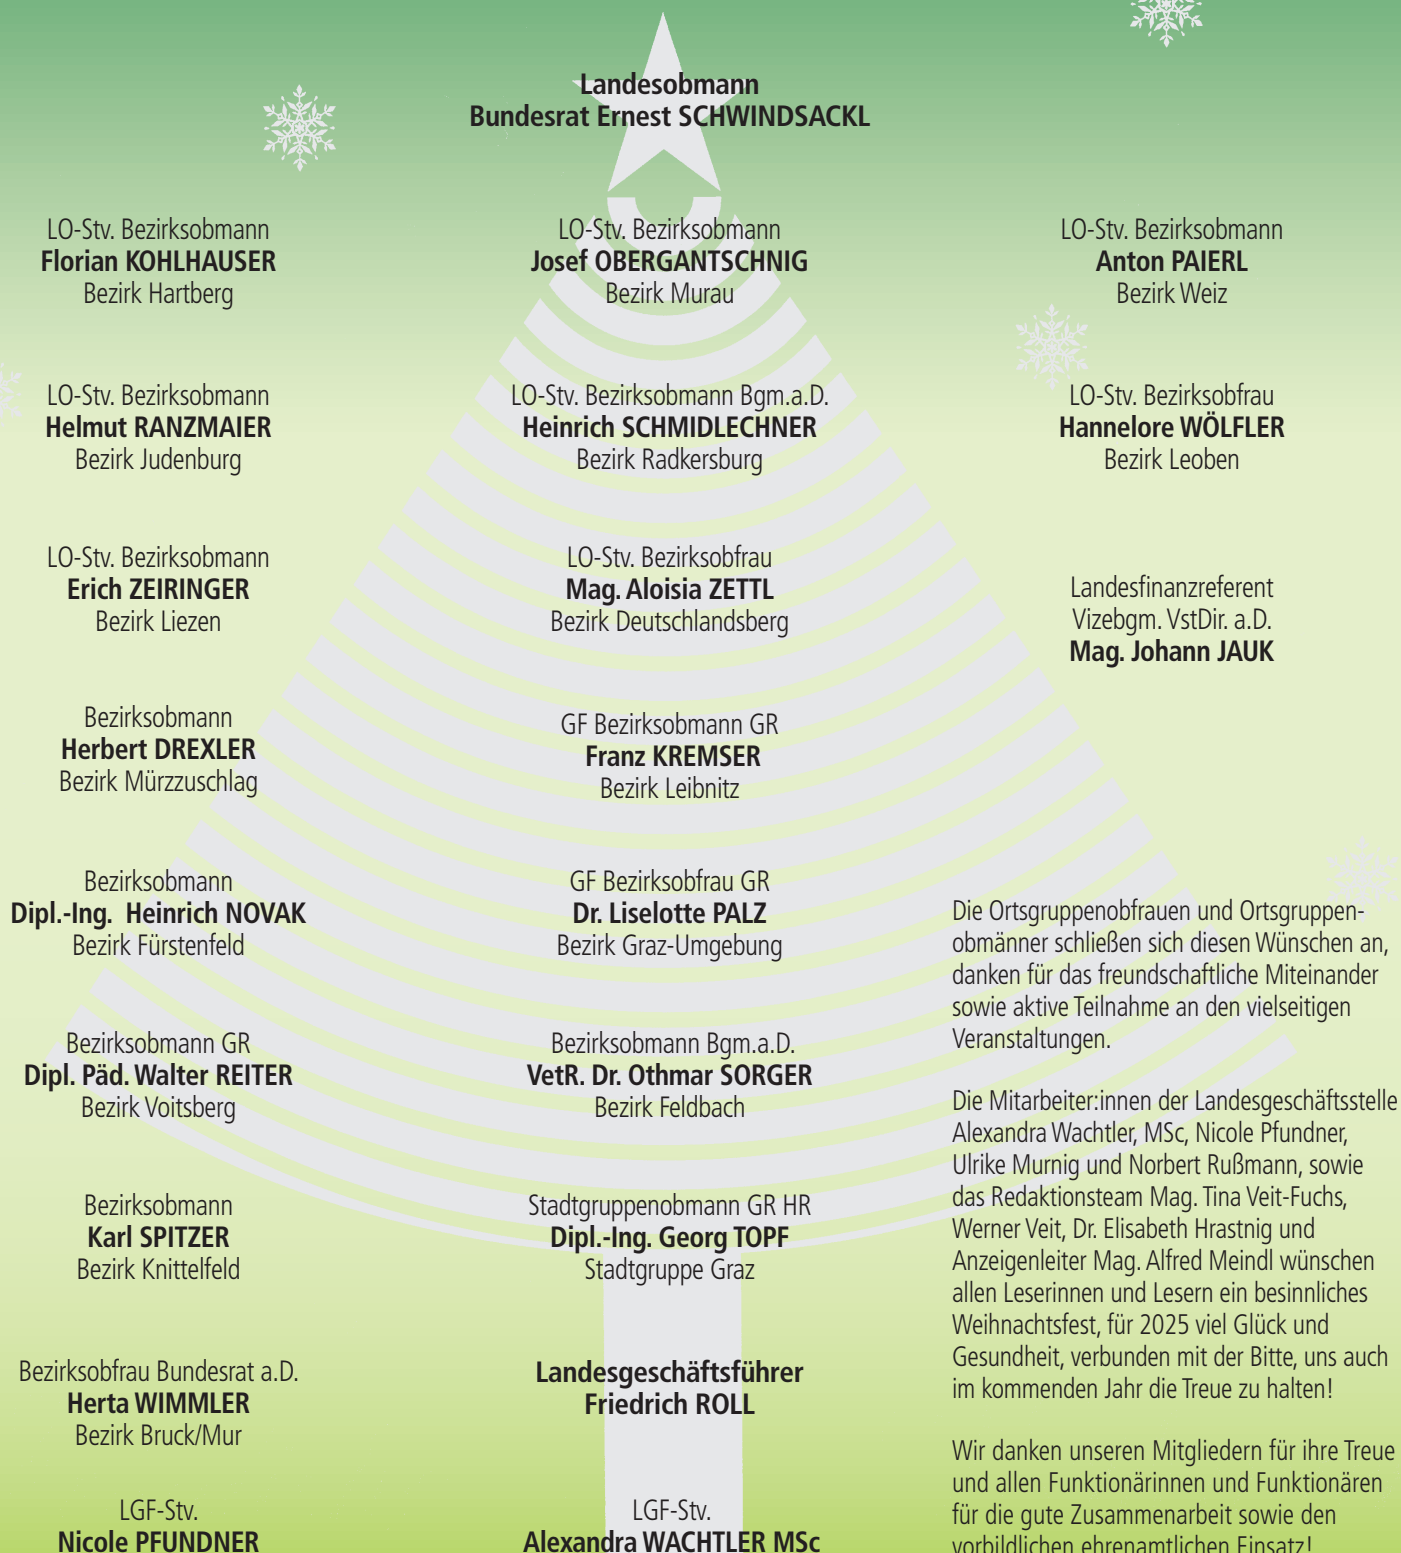 Landesobmann
Bundesrat Ernest SCHWINDSACKL
LO-Stv. Bezirksobmann
Florian KOHLHAUSER
Bezirk Hartberg
LO-Stv. Bezirksobmann
Josef OBERGANTSCHNIG
Bezirk Murau
LO-Stv. Bezirksobmann
Anton PAIERL
Bezirk Weiz
LO-Stv. Bezirksobmann
Helmut RANZMAIER
Bezirk Judenburg
LO-Stv. Bezirksobmann Bgm.a.D.
Heinrich SCHMIDLECHNER
Bezirk Radkersburg
LO-Stv. Bezirksobfrau
Hannelore WÖLFLER
Bezirk Leoben
LO-Stv. Bezirksobmann
Erich ZEIRINGER
Bezirk Liezen
LO-Stv. Bezirksobfrau
Mag. Aloisia ZETTL
Bezirk Deutschlandsberg
Landesfinanzreferent
Vizebgm. VstDir. a.D.
Mag. Johann JAUK
Bezirksobmann
Herbert DREXLER
Bezirk Mürzzuschlag
GF Bezirksobmann GR
Franz KREMSER
Bezirk Leibnitz
Bezirksobmann
Dipl.-Ing. Heinrich NOVAK
Bezirk Fürstenfeld
GF Bezirksobfrau GR
Dr. Liselotte PALZ
Bezirk Graz-Umgebung
Bezirksobmann GR
Dipl. Päd. Walter REITER
Bezirk Voitsberg
Bezirksobmann Bgm.a.D.
VetR. Dr. Othmar SORGER
Bezirk Feldbach
Bezirksobmann
Karl SPITZER
Bezirk Knittelfeld
Stadtgruppenobmann GR HR
Dipl.-Ing. Georg TOPF
Stadtgruppe Graz
Bezirksobfrau Bundesrat a.D.
Herta WIMMLER
Bezirk Bruck/Mur
Landesgeschäftsführer
Friedrich ROLL
LGF-Stv.
Nicole PFUNDNER
LGF-Stv.
Alexandra WACHTLER MSc
Die Ortsgruppenobfrauen und Ortsgruppen-
obmänner schließen sich diesen Wünschen an,
danken für das freundschaftliche Miteinander
sowie aktive Teilnahme an den vielseitigen
Veranstaltungen.
Die Mitarbeiter:innen der Landesgeschäftsstelle
Alexandra Wachtler, MSc, Nicole Pfundner,
Ulrike Murnig und Norbert Rußmann, sowie
das Redaktionsteam Mag. Tina Veit-Fuchs,
Werner Veit, Dr. Elisabeth Hrastnig und
Anzeigenleiter Mag. Alfred Meindl wünschen
allen Leserinnen und Lesern ein besinnliches
Weihnachtsfest, für 2025 viel Glück und
Gesundheit, verbunden mit der Bitte, uns auch
im kommenden Jahr die Treue zu halten!
Wir danken unseren Mitgliedern für ihre Treue
und allen Funktionärinnen und Funktionären
für die gute Zusammenarbeit sowie den
vorbildlichen ehrenamtlichen Einsatz!